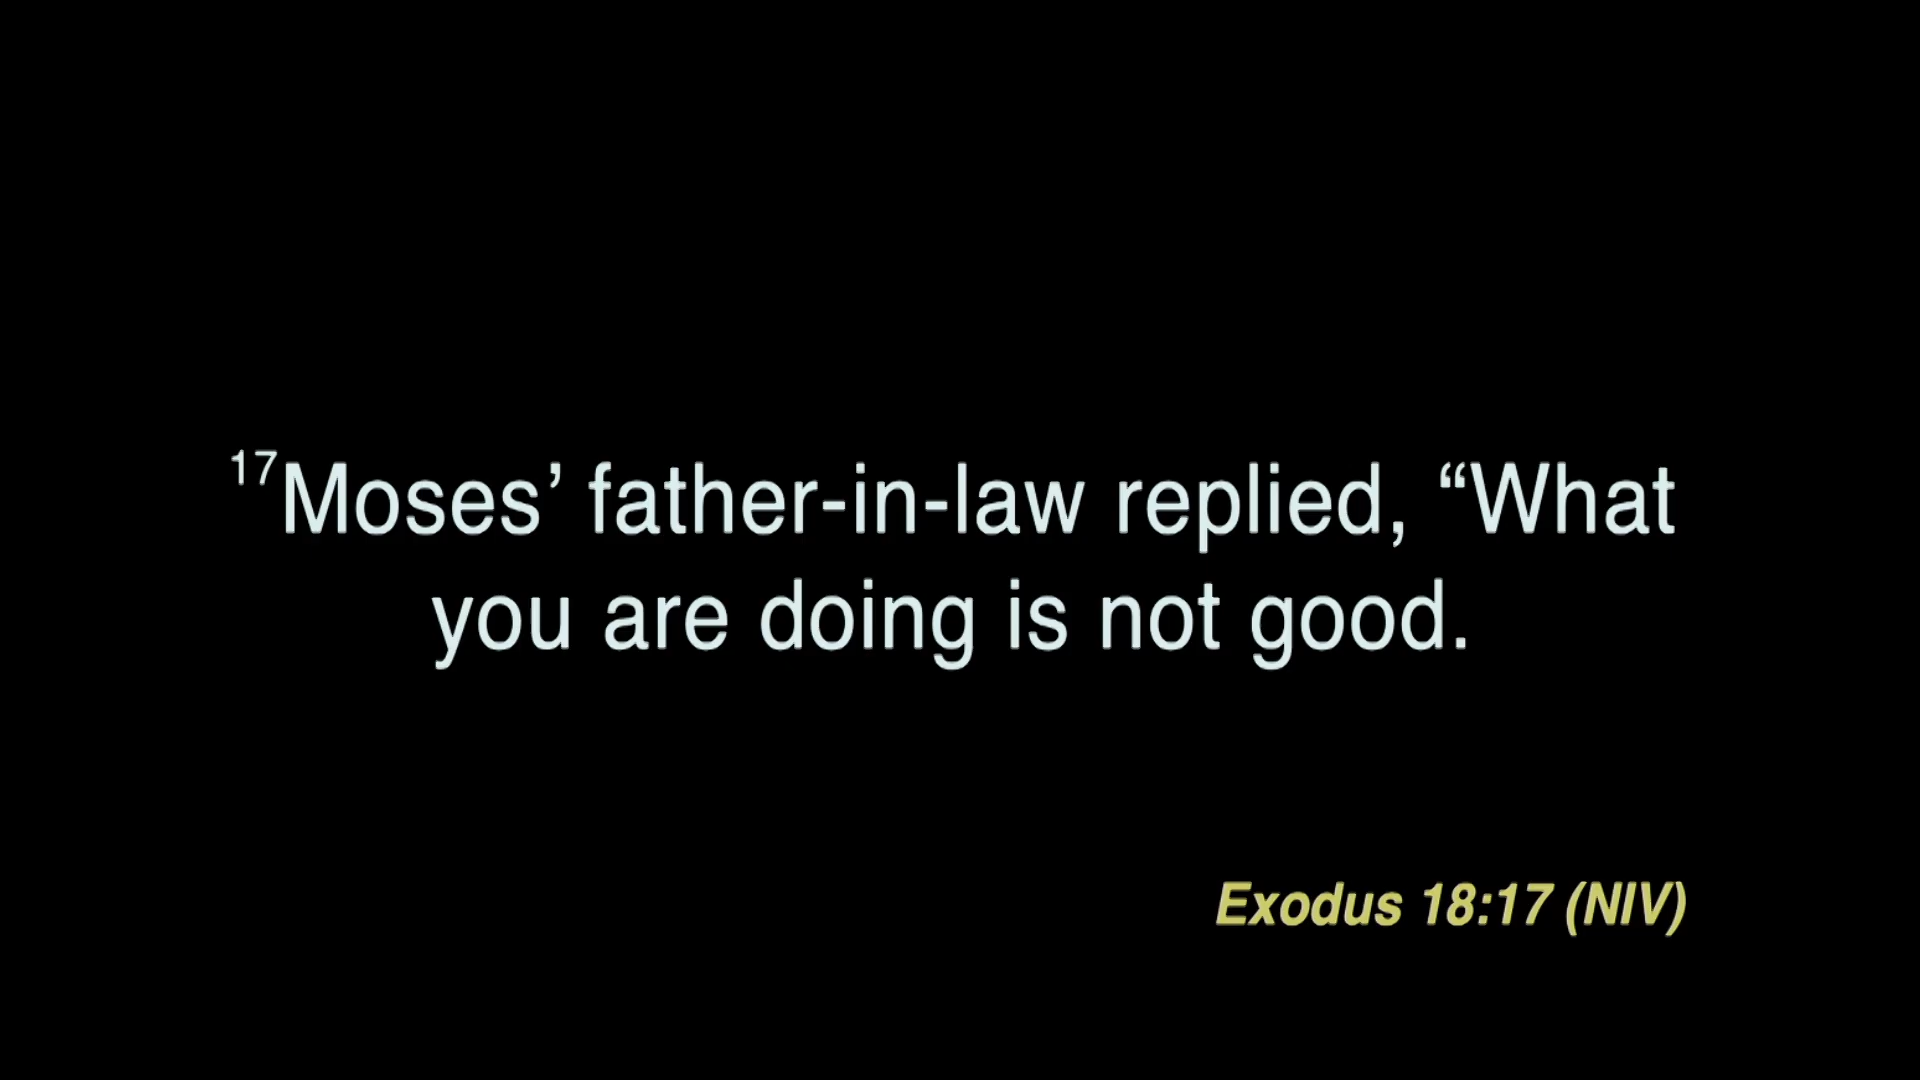 17Moses’ father-in-law replied, “What
you are doing is not good.
Exodus 18:17 (NIV)